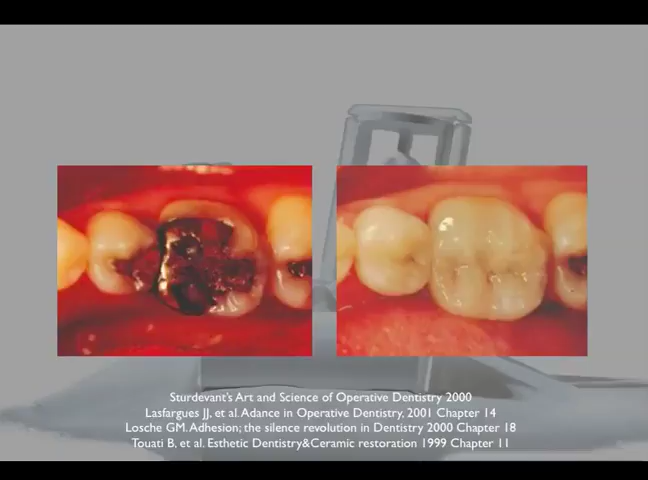 Sturdevant's Art and Science of Operative Dentistry 2000
Lasfargues JJ, et al. Adance in Operative Dentistry, 2001 Chapter 14
Losche GM. Adhesion; the silence revolution in Dentistry 2000 Chapter 18
Touati B, et al. Esthetic Dentistry&Ceramic restoration 1999 Chapter 11